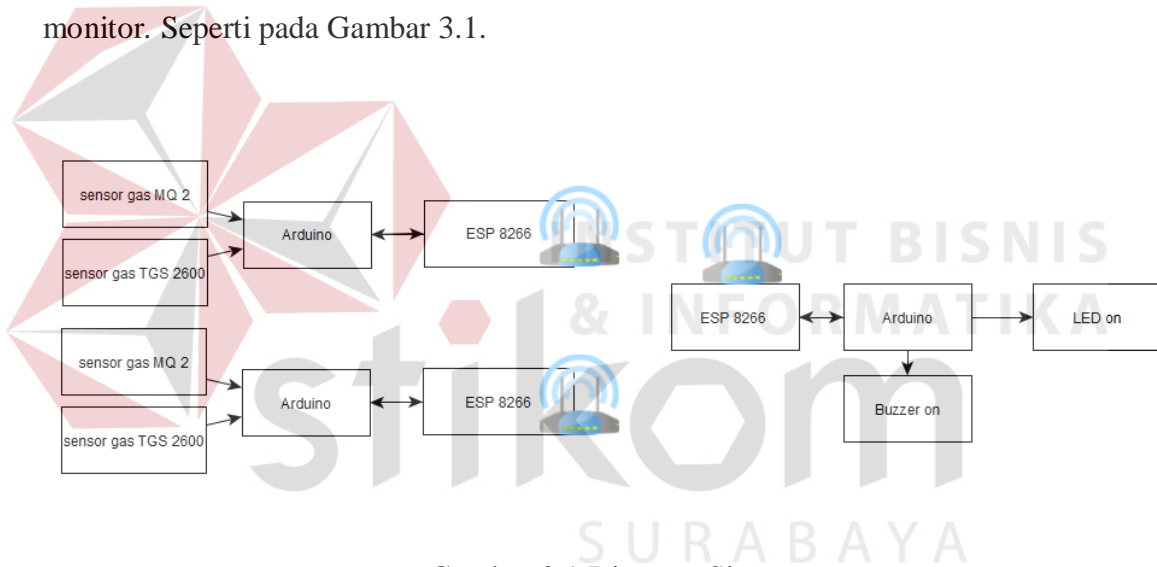 monitor. Seperti pada Gambar 3.1.
sensor gas MQ 2
sensor gas TGS 2600
Arduino
ESP 8266
sensor gas MQ 2
sensor gas TGS 2600
Arduino
ESP 8266
ESP 8266
Arduino
LED on
Buzzer on
INSTITUT BISNIS
& INFORMATIKA
stikom
SURABAYA